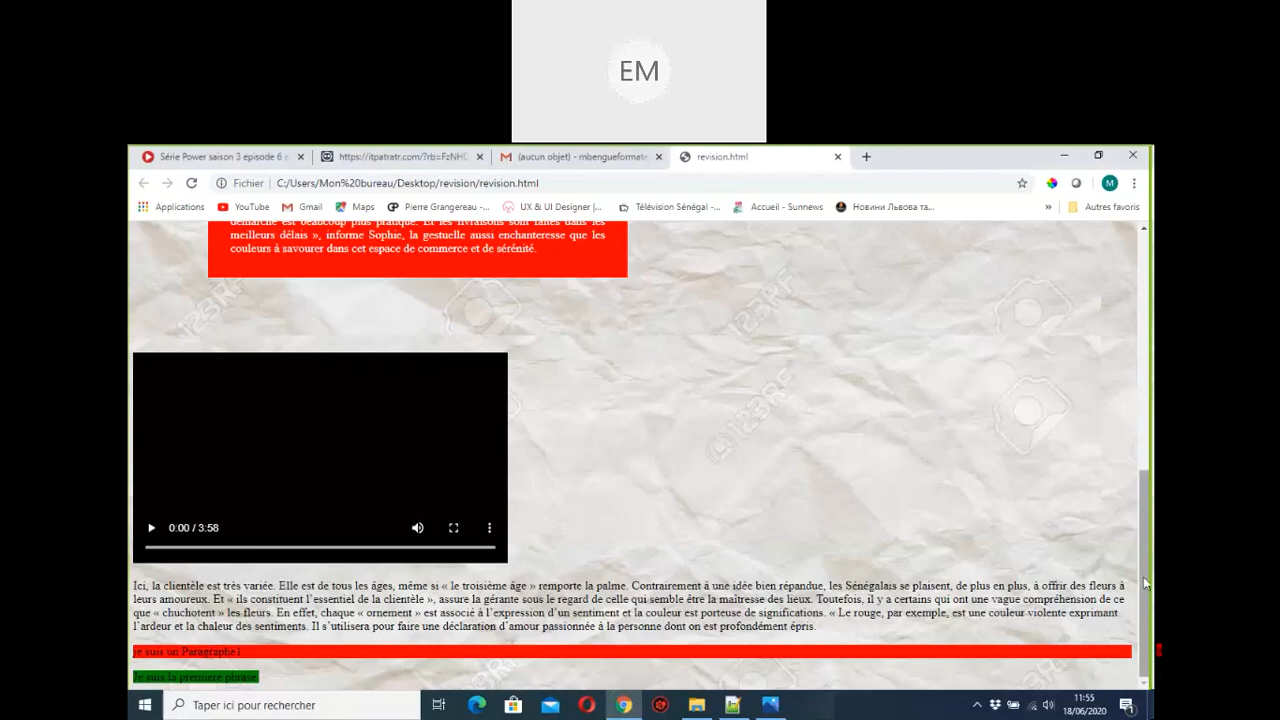 EM
Série Power saison 3 episode 6 e
https://itpatratr.com/?rb=FzNHC
(aucun objet) - mbengueformate
revision.html
Fichier
C:/Users/Mon%20bureau/Desktop/revision/revision.html
M
Applications
YouTube
Gmail
Maps
Pierre Grangereau -...
UX & UI Designer |...
Télévision Sénégal -...
Accueil - Sunnews
Новини Львова та...
»
Autres favoris
démarche est beaucoup plus pratique. Et les livraisons sont faites dans les
meilleurs délais », informe Sophie, la gestuelle aussi enchanteresse que les
couleurs à savourer dans cet espace de commerce et de sérénité.
123RF
123RF
123RF
0:00 / 3:58
Ici, la clientèle est très variée. Elle est de tous les âges, même si « le troisième âge » remporte la palme. Contrairement à une idée bien répandue, les Sénégalais se plaisent, de plus en plus, à offrir des fleurs à
leurs amoureux. Et « ils constituent l’essentiel de la clientèle », assure la gérante sous le regard de celle qui semble être la maîtresse des lieux. Toutefois, il y a certains qui ont une vague compréhension de ce
que « chuchotent » les fleurs. En effet, chaque « ornement » est associé à l’expression d’un sentiment et la couleur est porteuse de significations. « Le rouge, par exemple, est une couleur violente exprimant
l’ardeur et la chaleur des sentiments. Il s’utilisera pour faire une déclaration d’amour passionnée à la personne dont on est profondément épris.
je suis un Paragraphe1
Je suis la premiere phrase
Taper ici pour rechercher
11:55
18/06/2020